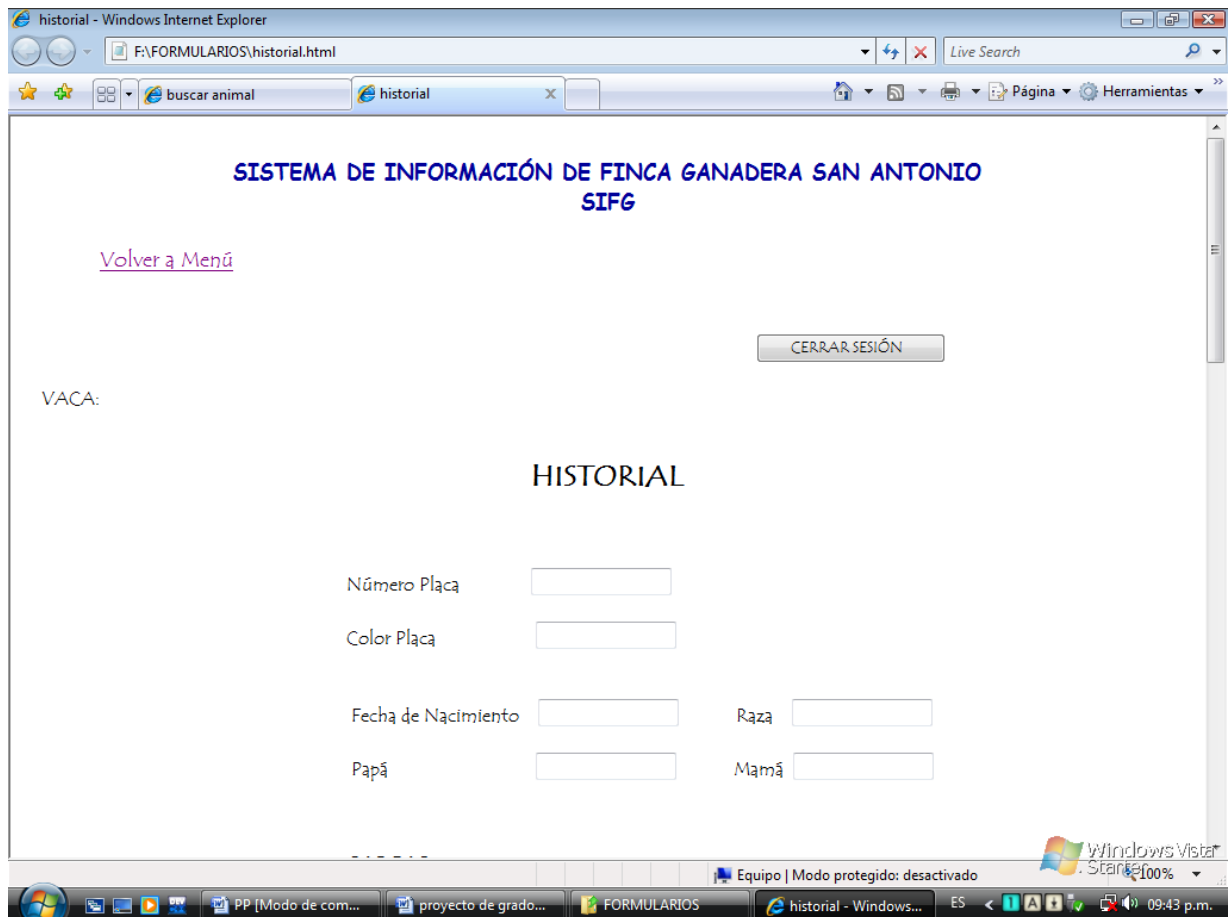 historial - Windows Internet Explorer
F:\FORMULARIOS\historial.html
Live Search
buscar animal
historial
Página
Herramientas
SISTEMA DE INFORMACIÓN DE FINCA GANADERA SAN ANTONIO
SIFG
Volver a Menú
CERRAR SESIÓN
VACA:
HISTORIAL
Número Placa
Color Placa
Fecha de Nacimiento
Raza
Papá
Mamá
Windows Vista
Starter
Equipo | Modo protegido: desactivado
100%
PP [Modo de com...
proyecto de grado...
FORMULARIOS
historial - Windows...
ES
09:43 p.m.